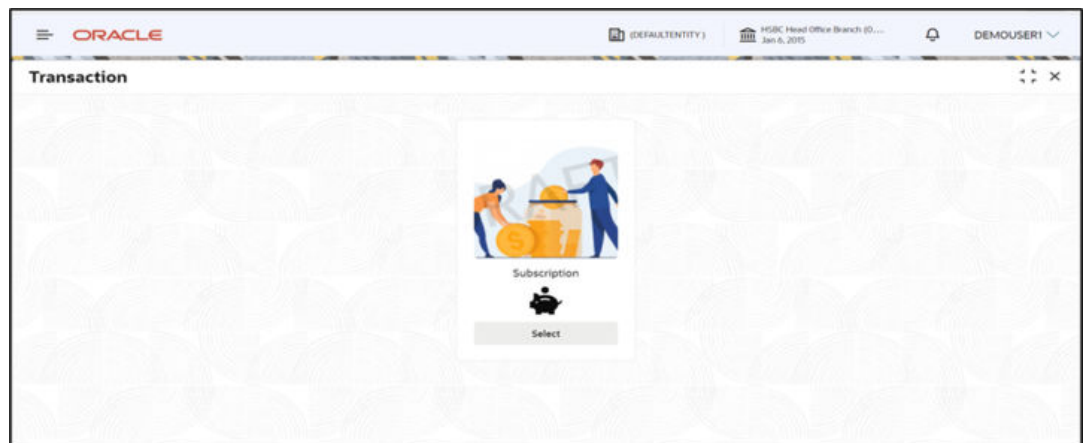 ORACLE
(DEFAULTENTITY)
HSBC Head Office Branch (0....
Jan 6, 2015
DEMOUSER1
Transaction
Subscription
Select